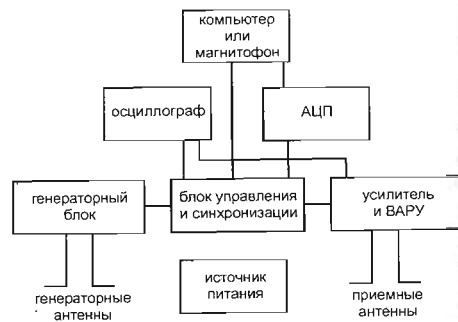 компьютер
или
магнитофон
осциллограф
АЦП
генераторный
блок
блок управления
и синхронизации
усилитель
и ВАРУ
источник
питания
генераторные
антенны
приемные
антенны